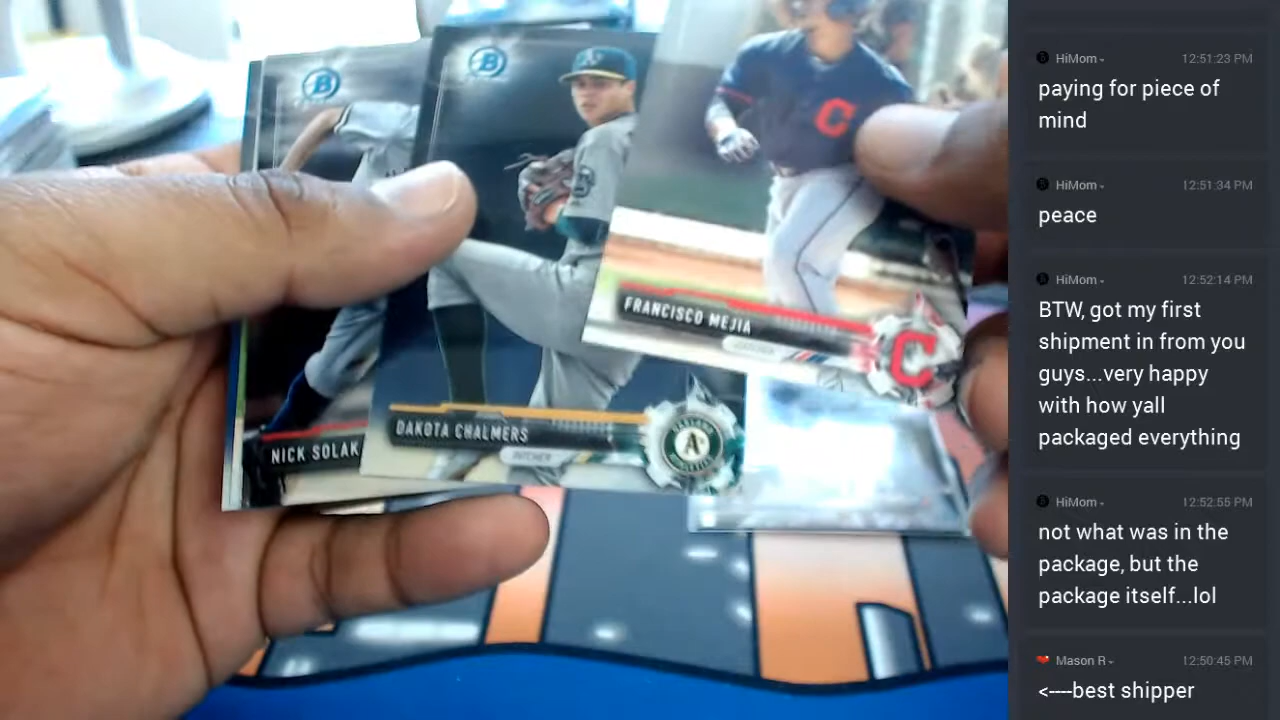 B
B
A's
C
NICK SOLAK
DAKOTA CHALMERS
PITCHER
A's
FRANCISCO MEJIA
C
HiMom
12:51:23 PM
paying for piece of
mind
HiMom
12:51:34 PM
peace
HiMom
12:52:14 PM
BTW, got my first
shipment in from you
guys...very happy
with how yall
packaged everything
HiMom
12:52:55 PM
not what was in the
package, but the
package itself...lol
Mason R
12:50:45 PM
<----best shipper